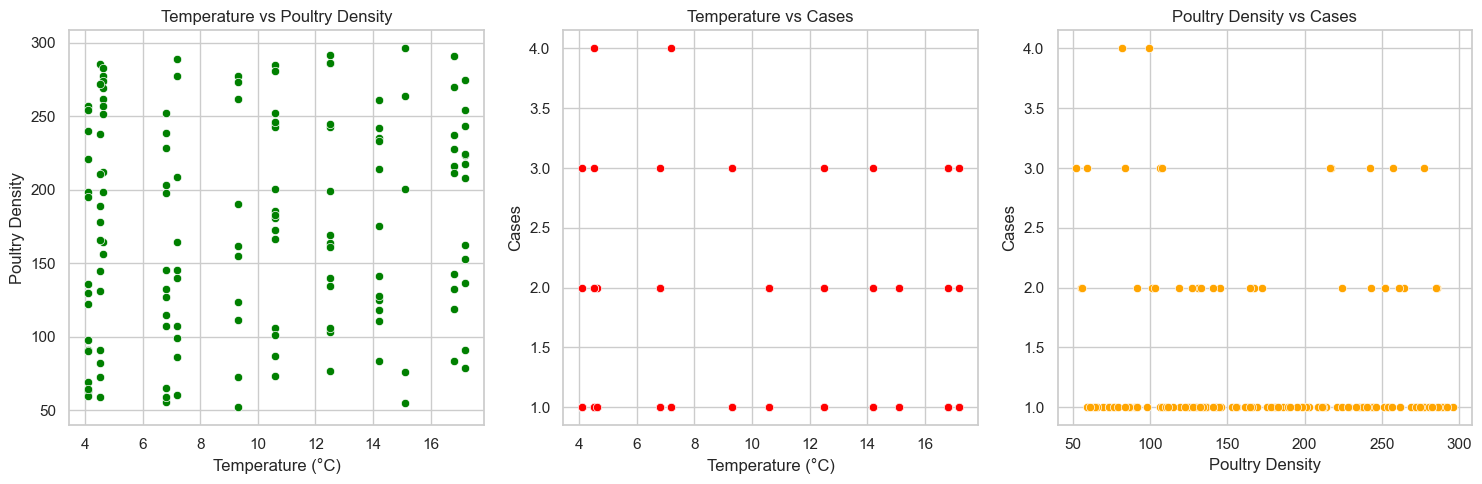 Temperature vs Poultry Density
300
250
200
150
100
50
Poultry Density
4 6 8 10 12 14 16
Temperature (°C)
Temperature vs Cases
4.0
3.5
3.0
2.5
2.0
1.5
1.0
Cases
4 6 8 10 12 14 16
Temperature (°C)
Poultry Density vs Cases
4.0
3.5
3.0
2.5
2.0
1.5
1.0
Cases
50 100 150 200 250 300
Poultry Density